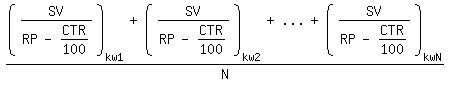 ( SV / (RP - CTR/100) )kw1 + ( SV / (RP - CTR/100) )kw2 + ... + ( SV / (RP - CTR/100) )kwN
N